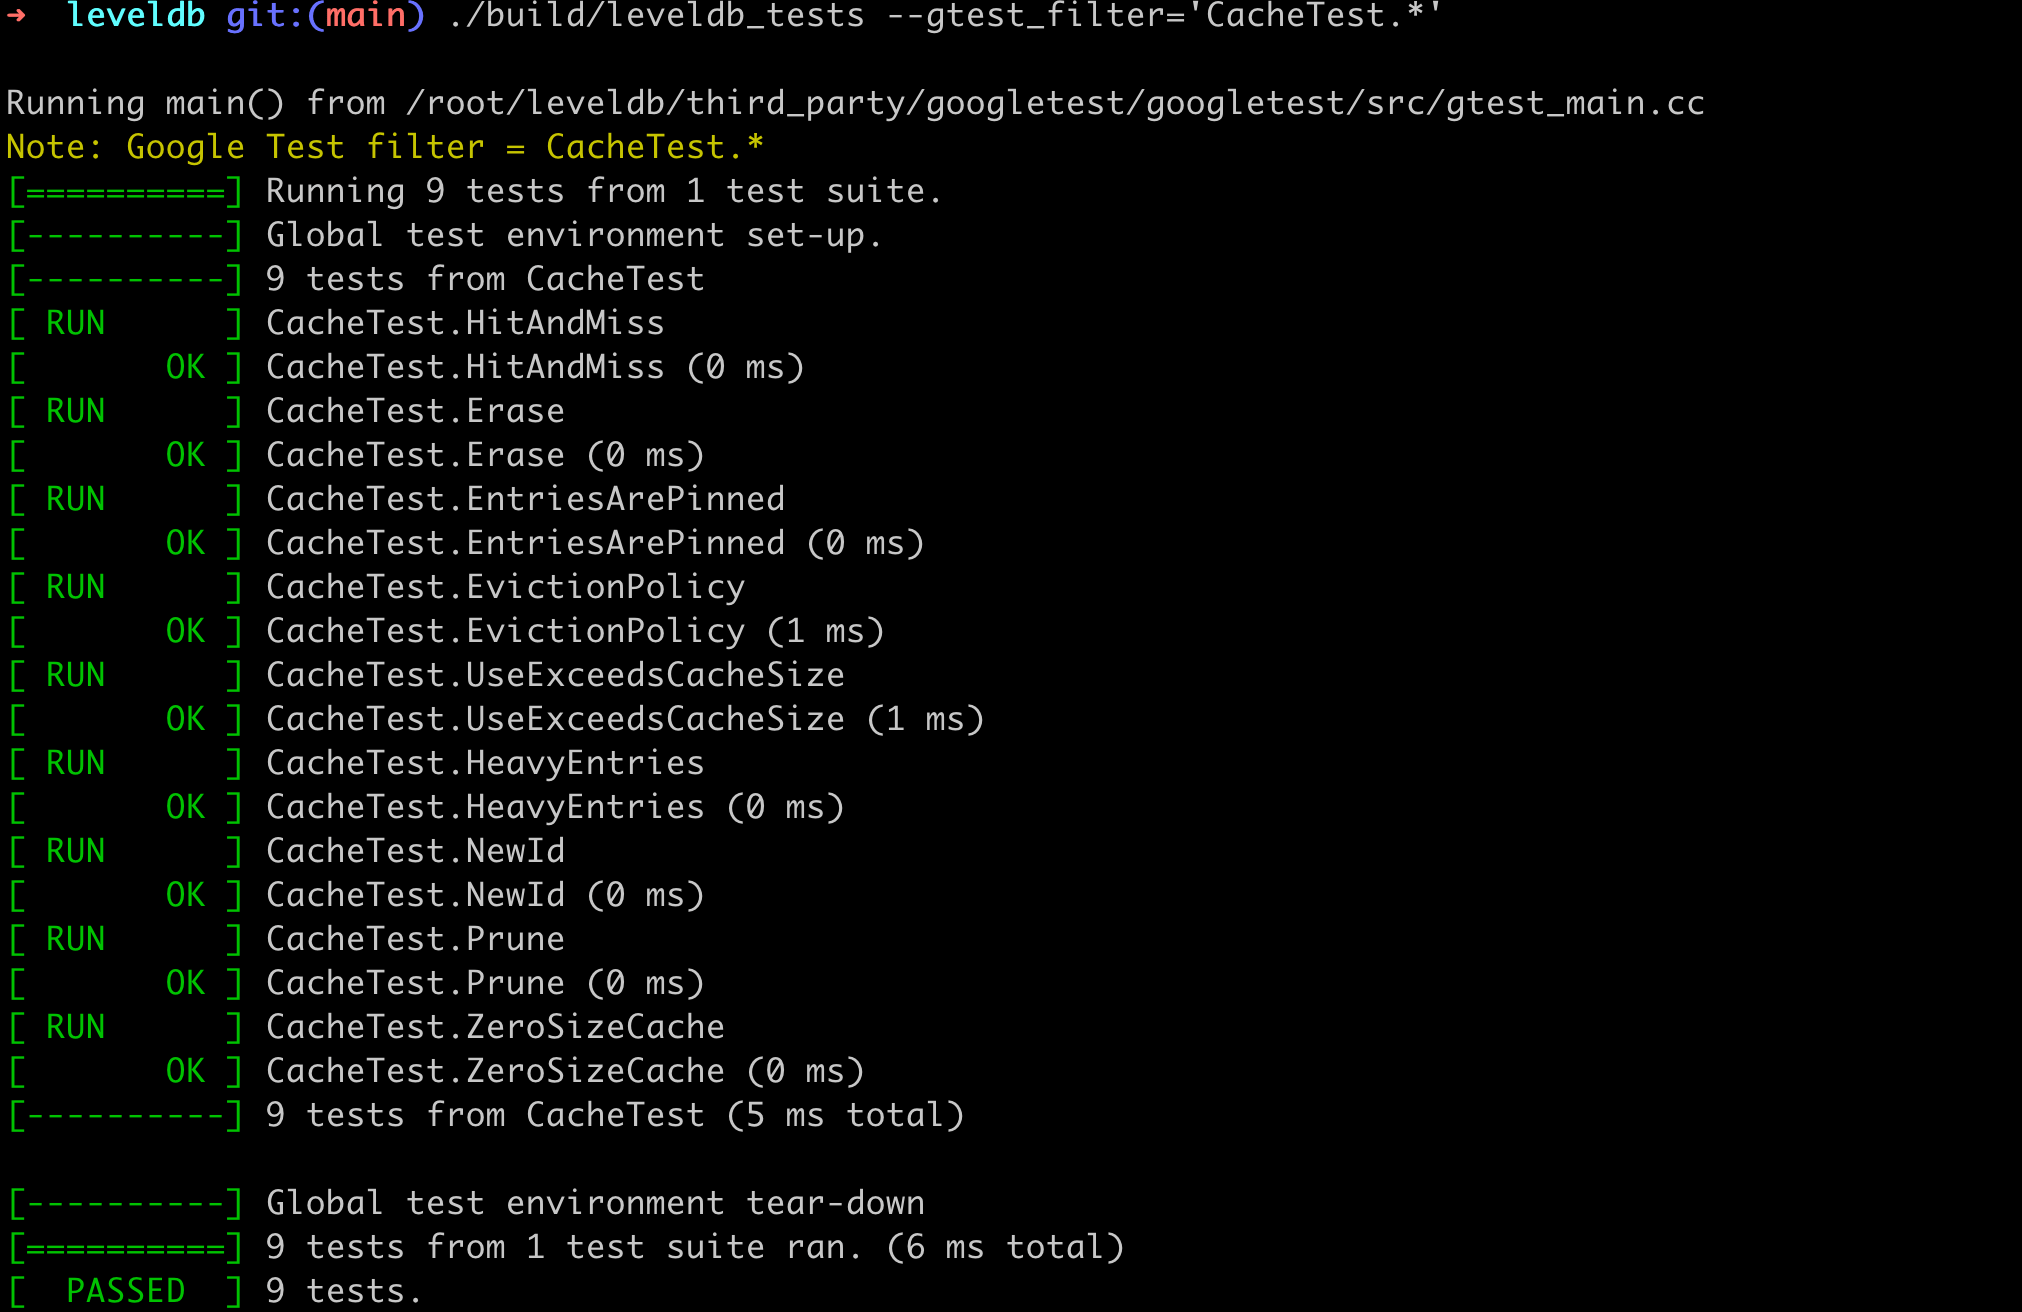 ➜  leveldb git:(main) ./build/leveldb_tests --gtest_filter='CacheTest.*'

Running main() from /root/leveldb/third_party/googletest/googletest/src/gtest_main.cc
Note: Google Test filter = CacheTest.*
[==========] Running 9 tests from 1 test suite.
[----------] Global test environment set-up.
[----------] 9 tests from CacheTest
[ RUN      ] CacheTest.HitAndMiss
[       OK ] CacheTest.HitAndMiss (0 ms)
[ RUN      ] CacheTest.Erase
[       OK ] CacheTest.Erase (0 ms)
[ RUN      ] CacheTest.EntriesArePinned
[       OK ] CacheTest.EntriesArePinned (0 ms)
[ RUN      ] CacheTest.EvictionPolicy
[       OK ] CacheTest.EvictionPolicy (1 ms)
[ RUN      ] CacheTest.UseExceedsCacheSize
[       OK ] CacheTest.UseExceedsCacheSize (1 ms)
[ RUN      ] CacheTest.HeavyEntries
[       OK ] CacheTest.HeavyEntries (0 ms)
[ RUN      ] CacheTest.NewId
[       OK ] CacheTest.NewId (0 ms)
[ RUN      ] CacheTest.Prune
[       OK ] CacheTest.Prune (0 ms)
[ RUN      ] CacheTest.ZeroSizeCache
[       OK ] CacheTest.ZeroSizeCache (0 ms)
[----------] 9 tests from CacheTest (5 ms total)

[----------] Global test environment tear-down
[==========] 9 tests from 1 test suite ran. (6 ms total)
[  PASSED  ] 9 tests.